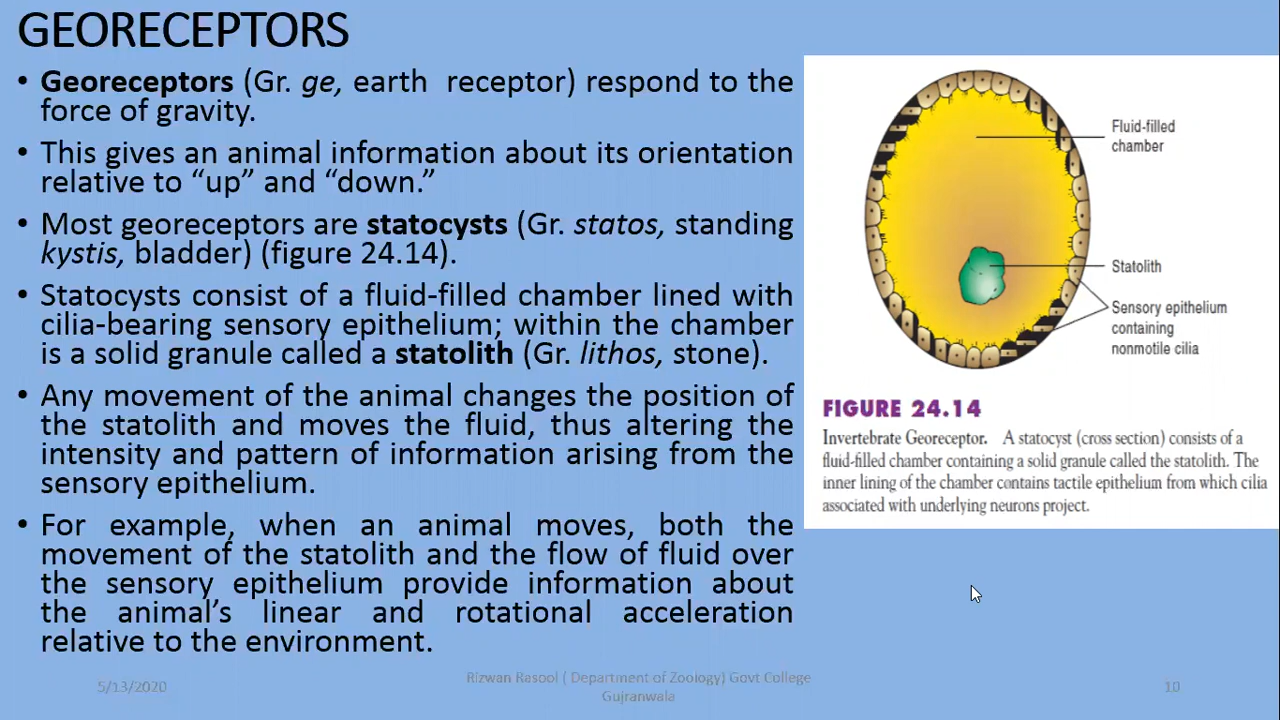 GEORECEPTORS
• Georeceptors (Gr. ge, earth receptor) respond to the
force of gravity.
• This gives an animal information about its orientation
relative to “up” and “down.”
• Most georeceptors are statocysts (Gr. statos, standing
kystis, bladder) (figure 24.14).
• Statocysts consist of a fluid-filled chamber lined with
cilia-bearing sensory epithelium; within the chamber
is a solid granule called a statolith (Gr. lithos, stone).
• Any movement of the animal changes the position of
the statolith and moves the fluid, thus altering the
intensity and pattern of information arising from the
sensory epithelium.
• For example, when an animal moves, both the
movement of the statolith and the flow of fluid over
the sensory epithelium provide information about
the animal’s linear and rotational acceleration
relative to the environment.
Fluid-filled
chamber
Statolith
Sensory epithelium
containing
nonmotile cilia
FIGURE 24.14
Invertebrate Georeceptor. A statocyst (cross section) consists of a
fluid-filled chamber containing a solid granule called the statolith. The
inner lining of the chamber contains tactile epithelium from which cilia
associated with underlying neurons project.
5/13/2020
Rizwan Rasool ( Department of Zoology) Govt College
Gujranwala
10